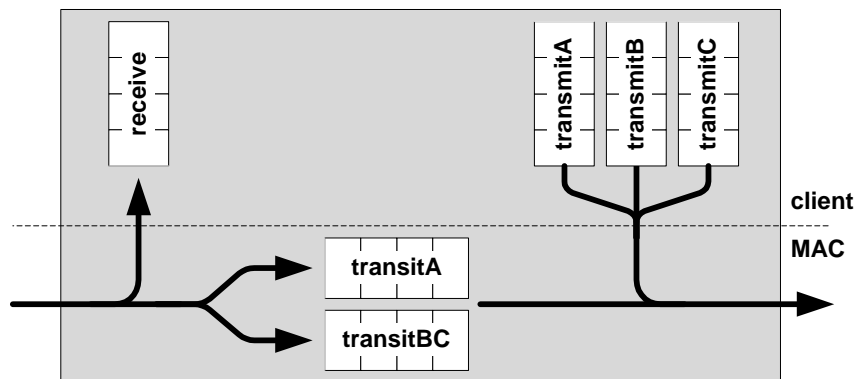 receive
transmitA
transmitB
transmitC
client
MAC
transitA
transitBC